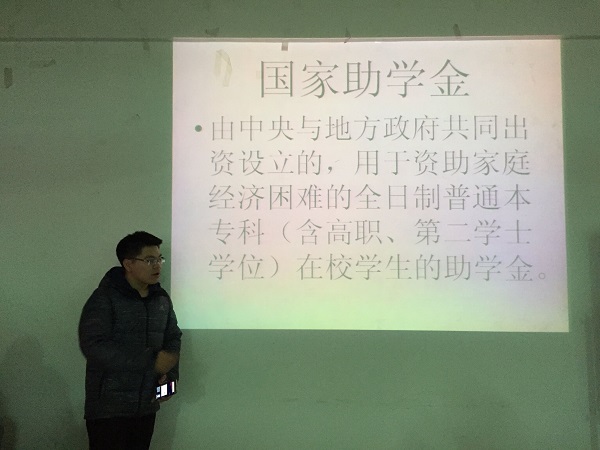 国家助学金
•由中央与地方政府共同出
资设立的，用于资助家庭
经济困难的全日制普通本
专科（含高职、第二学士
学位）在校学生的助学金。